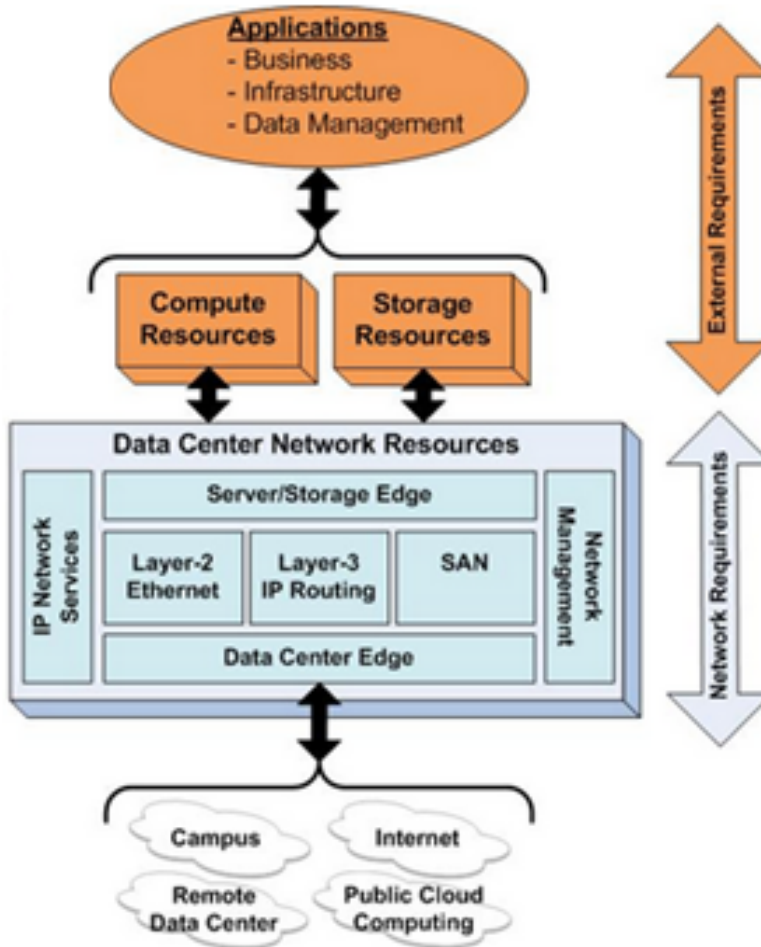 Applications
- Business
- Infrastructure
- Data Management
External Requirements
Compute
Resources
Storage
Resources
Data Center Network Resources
IP Network
Services
Server/Storage Edge
Layer-2
Ethernet
Layer-3
IP Routing
SAN
Data Center Edge
Network
Management
Network Requirements
Campus
Internet
Remote
Data Center
Public Cloud
Computing